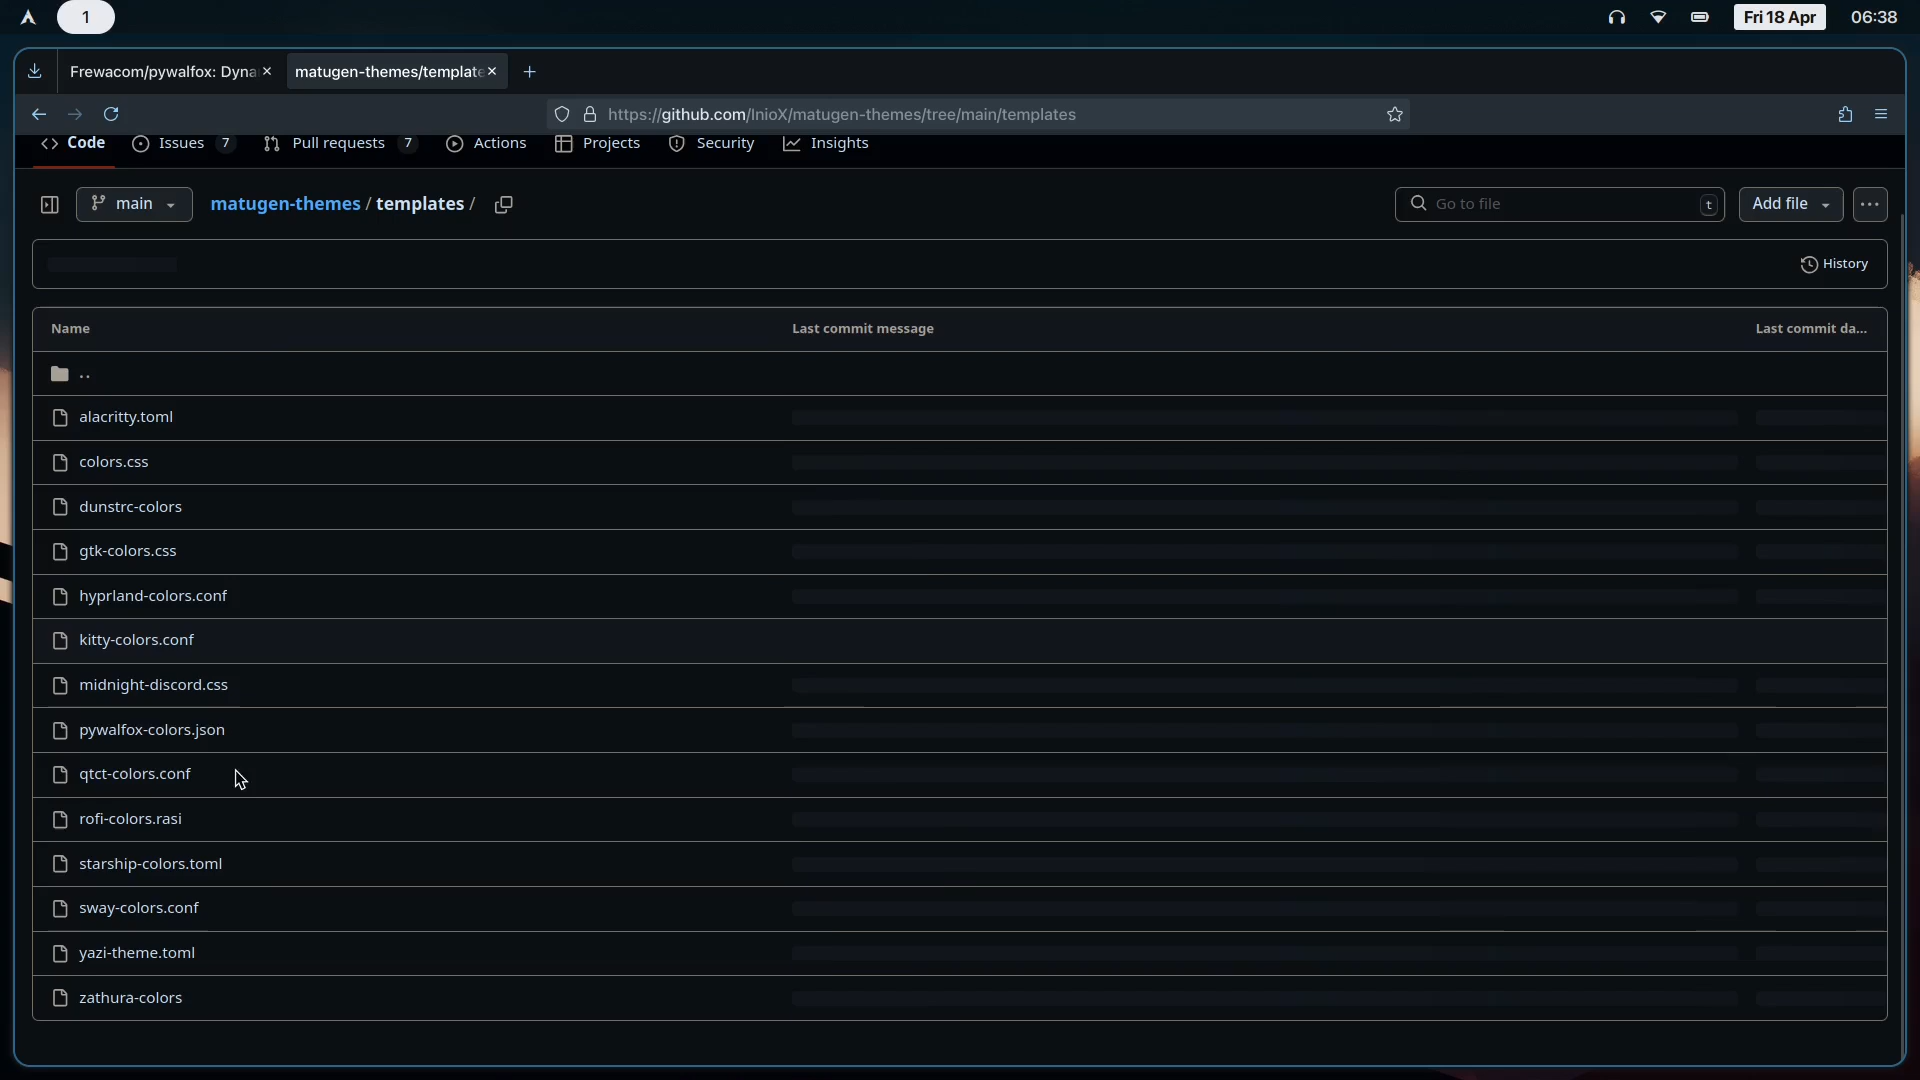 1
Fri 18 Apr
06:38
Frewacom/pywalfox: Dyna
matugen-themes/template
https://github.com/InioX/matugen-themes/tree/main/templates
Code
Issues 7
Pull requests 7
Actions
Projects
Security
Insights
main
matugen-themes / templates /
Go to file
t
Add file
History
Name
Last commit message
Last commit da...
..
alacritty.toml
colors.css
dunstrc-colors
gtk-colors.css
hyprland-colors.conf
kitty-colors.conf
midnight-discord.css
pywalfox-colors.json
qtct-colors.conf
rofi-colors.rasi
starship-colors.toml
sway-colors.conf
yazi-theme.toml
zathura-colors